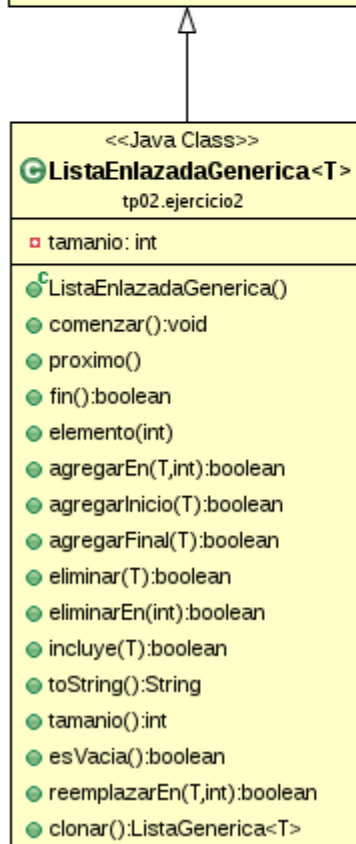 <<Java Class>>
ListaEnlazadaGenerica<T>
tp02.ejercicio2
tamanio: int
ListaEnlazadaGenerica()
comenzar():void
proximo()
fin():boolean
elemento(int)
agregarEn(T,int):boolean
agregarInicio(T):boolean
agregarFinal(T):boolean
eliminar(T):boolean
eliminarEn(int):boolean
incluye(T):boolean
toString():String
tamanio():int
esVacia():boolean
reemplazarEn(T,int):boolean
clonar():ListaGenerica<T>